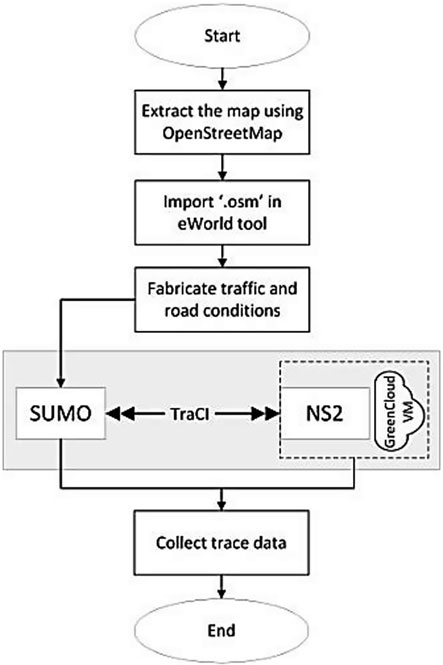 Start
Extract the map using
OpenStreetMap
Import ‘.osm’ in
eWorld tool
Fabricate traffic and
road conditions
SUMO
TraCI
NS2
GreenCloud
VM
Collect trace data
End